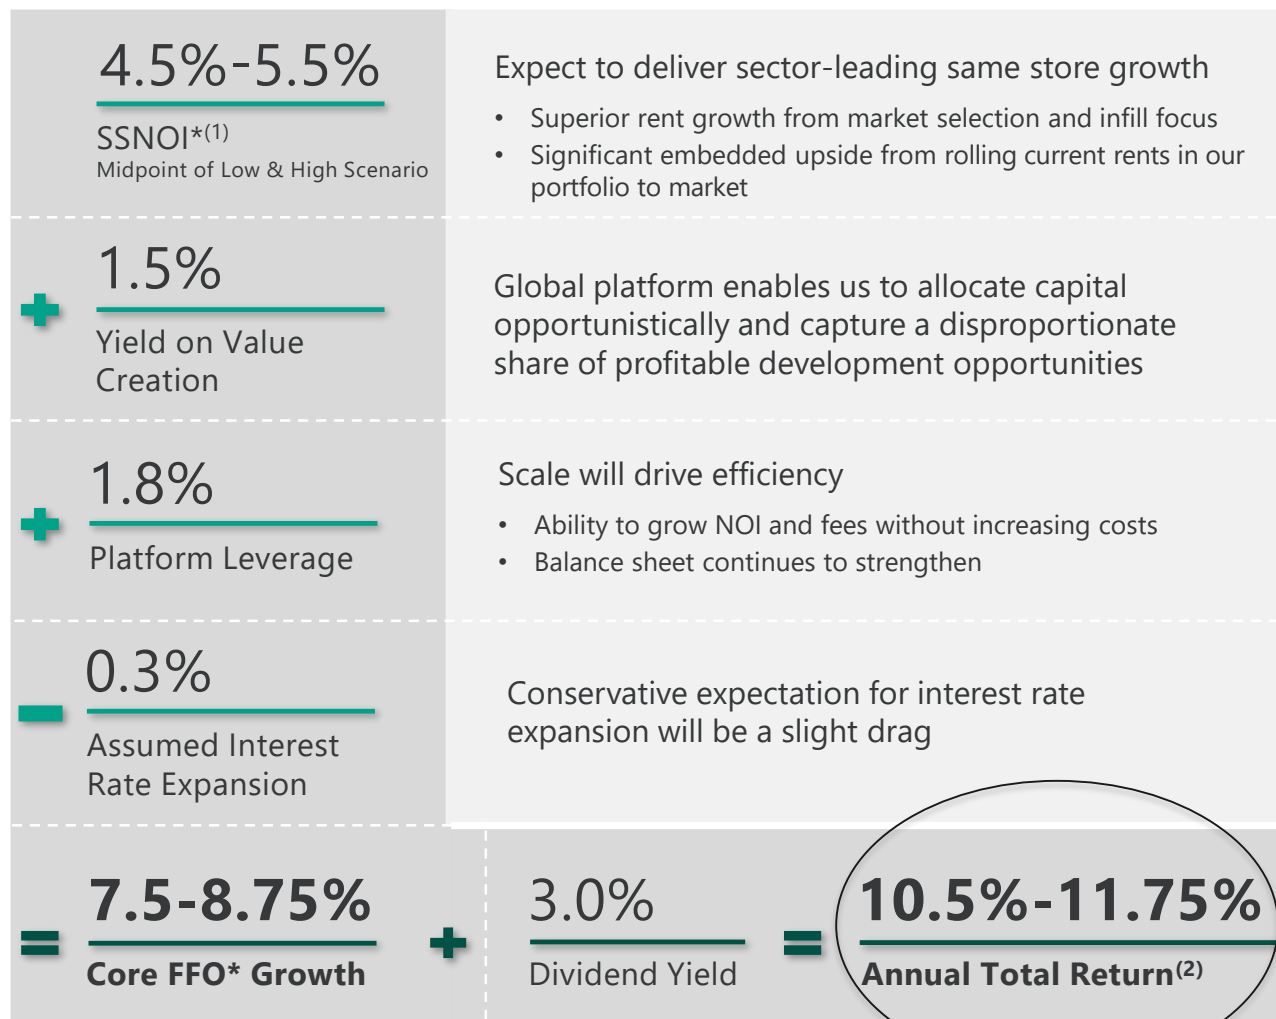 4.5%-5.5%
SSNOI*(1)
Midpoint of Low & High Scenario
Expect to deliver sector-leading same store growth
• Superior rent growth from market selection and infill focus
• Significant embedded upside from rolling current rents in our
portfolio to market
+
1.5%
Yield on Value
Creation
Global platform enables us to allocate capital
opportunistically and capture a disproportionate
share of profitable development opportunities
+
1.8%
Platform Leverage
Scale will drive efficiency
• Ability to grow NOI and fees without increasing costs
• Balance sheet continues to strengthen
-
0.3%
Assumed Interest
Rate Expansion
Conservative expectation for interest rate
expansion will be a slight drag
=
7.5-8.75%
Core FFO* Growth
+
3.0%
Dividend Yield
=
10.5%-11.75%
Annual Total Return(2)